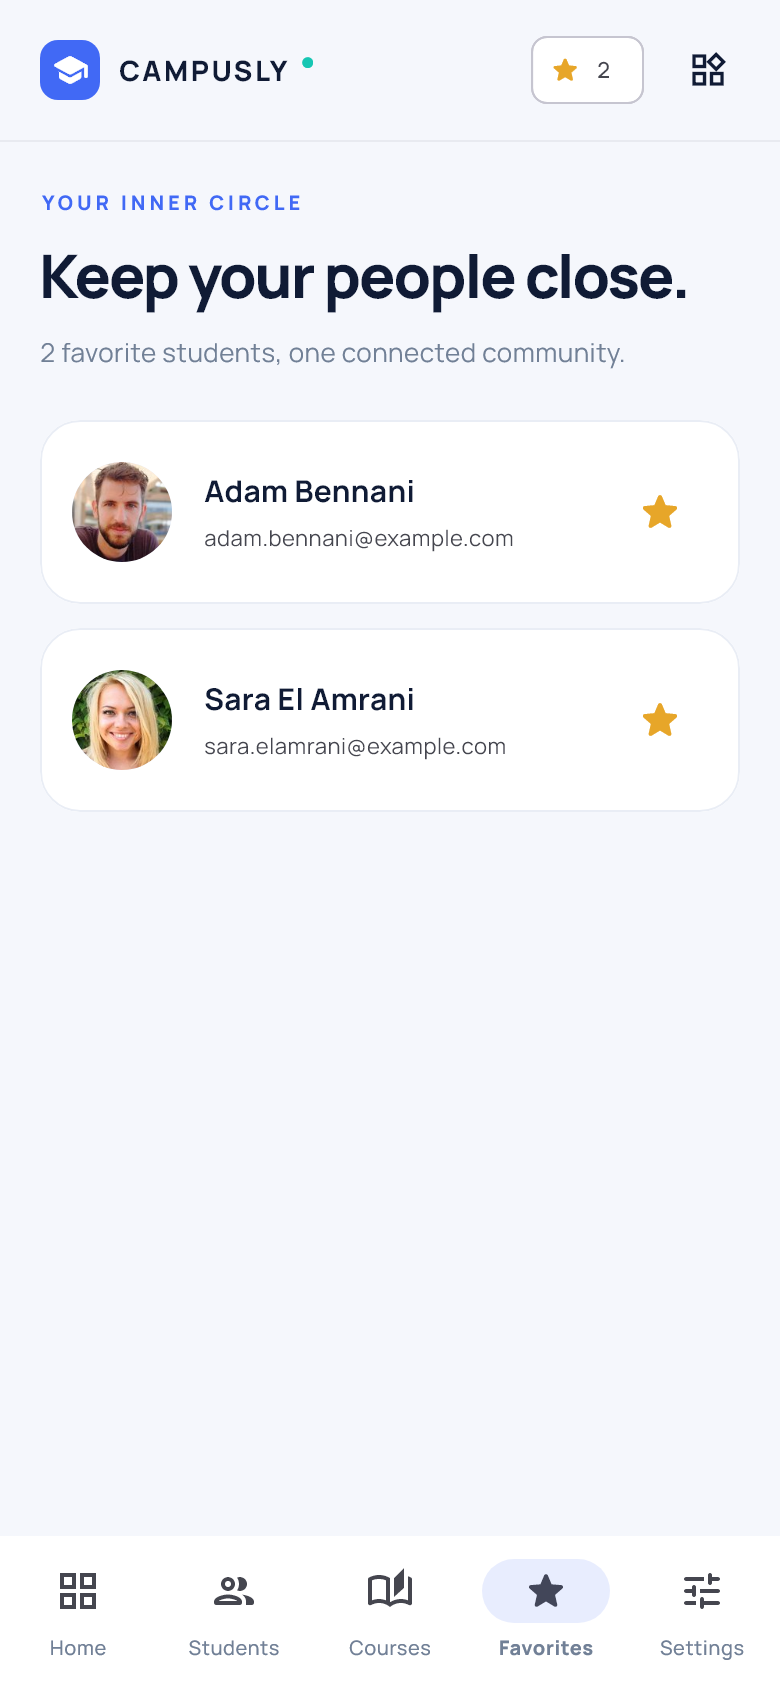 CAMPUSLY
2
YOUR INNER CIRCLE
Keep your people close.
2 favorite students, one connected community.
Adam Bennani
adam.bennani@example.com
Sara El Amrani
sara.elamrani@example.com
Home
Students
Courses
Favorites
Settings